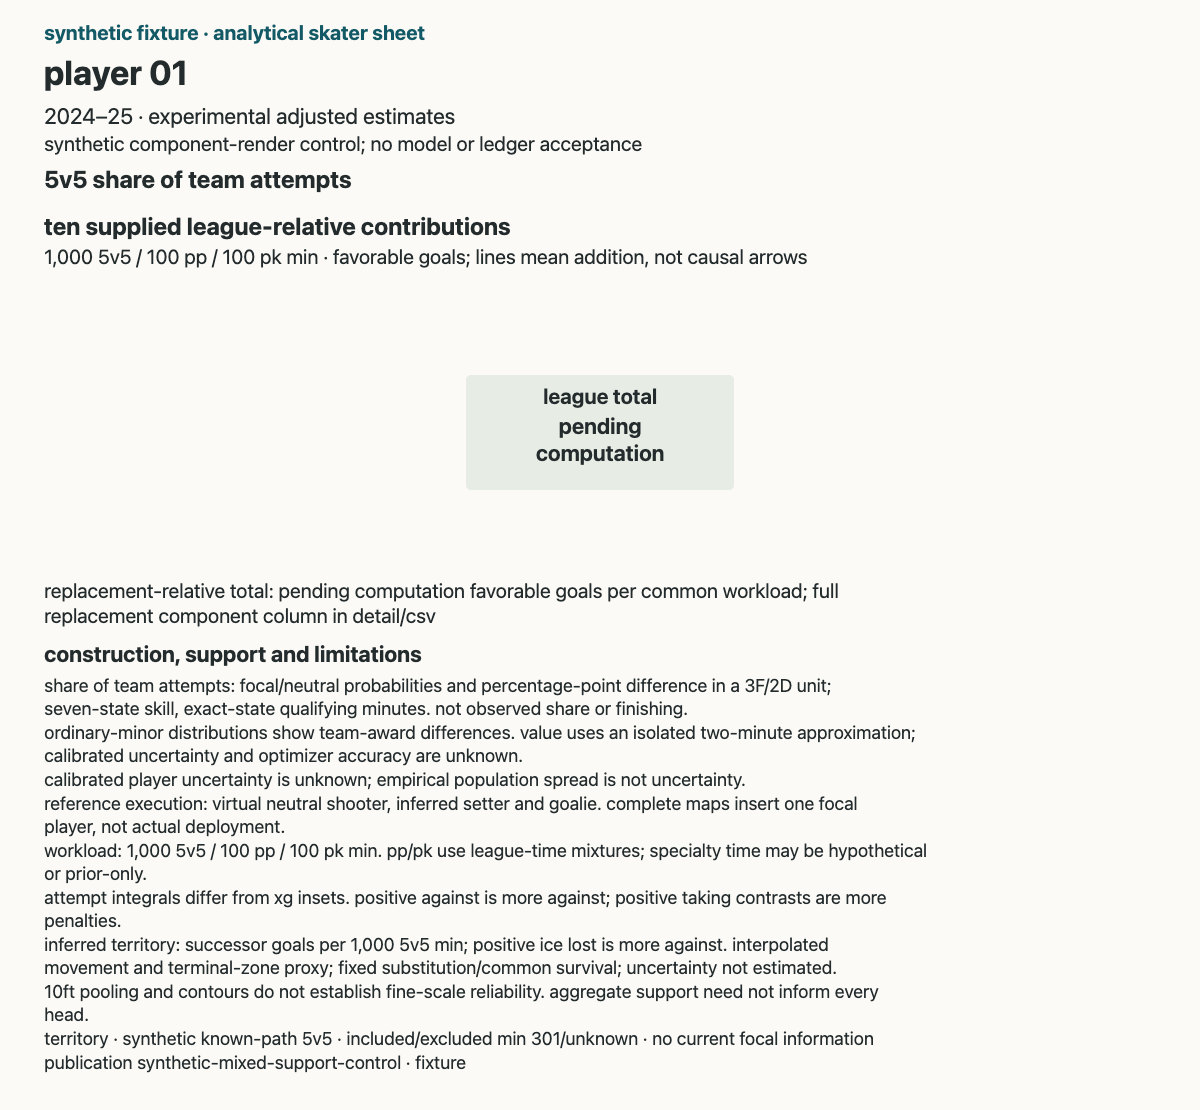 synthetic fixture · analytical skater sheet
player 01
2024–25 · experimental adjusted estimates
synthetic component-render control; no model or ledger acceptance
5v5 share of team attempts
ten supplied league-relative contributions
1,000 5v5 / 100 pp / 100 pk min · favorable goals; lines mean addition, not causal arrows
league total
pending
computation
replacement-relative total: pending computation favorable goals per common workload; full
replacement component column in detail/csv
construction, support and limitations
share of team attempts: focal/neutral probabilities and percentage-point difference in a 3F/2D unit;
seven-state skill, exact-state qualifying minutes. not observed share or finishing.
ordinary-minor distributions show team-award differences. value uses an isolated two-minute approximation;
calibrated uncertainty and optimizer accuracy are unknown.
calibrated player uncertainty is unknown; empirical population spread is not uncertainty.
reference execution: virtual neutral shooter, inferred setter and goalie. complete maps insert one focal
player, not actual deployment.
workload: 1,000 5v5 / 100 pp / 100 pk min. pp/pk use league-time mixtures; specialty time may be hypothetical
or prior-only.
attempt integrals differ from xg insets. positive against is more against; positive taking contrasts are more
penalties.
inferred territory: successor goals per 1,000 5v5 min; positive ice lost is more against. interpolated
movement and terminal-zone proxy; fixed substitution/common survival; uncertainty not estimated.
10ft pooling and contours do not establish fine-scale reliability. aggregate support need not inform every
head.
territory · synthetic known-path 5v5 · included/excluded min 301/unknown · no current focal information
publication synthetic-mixed-support-control · fixture